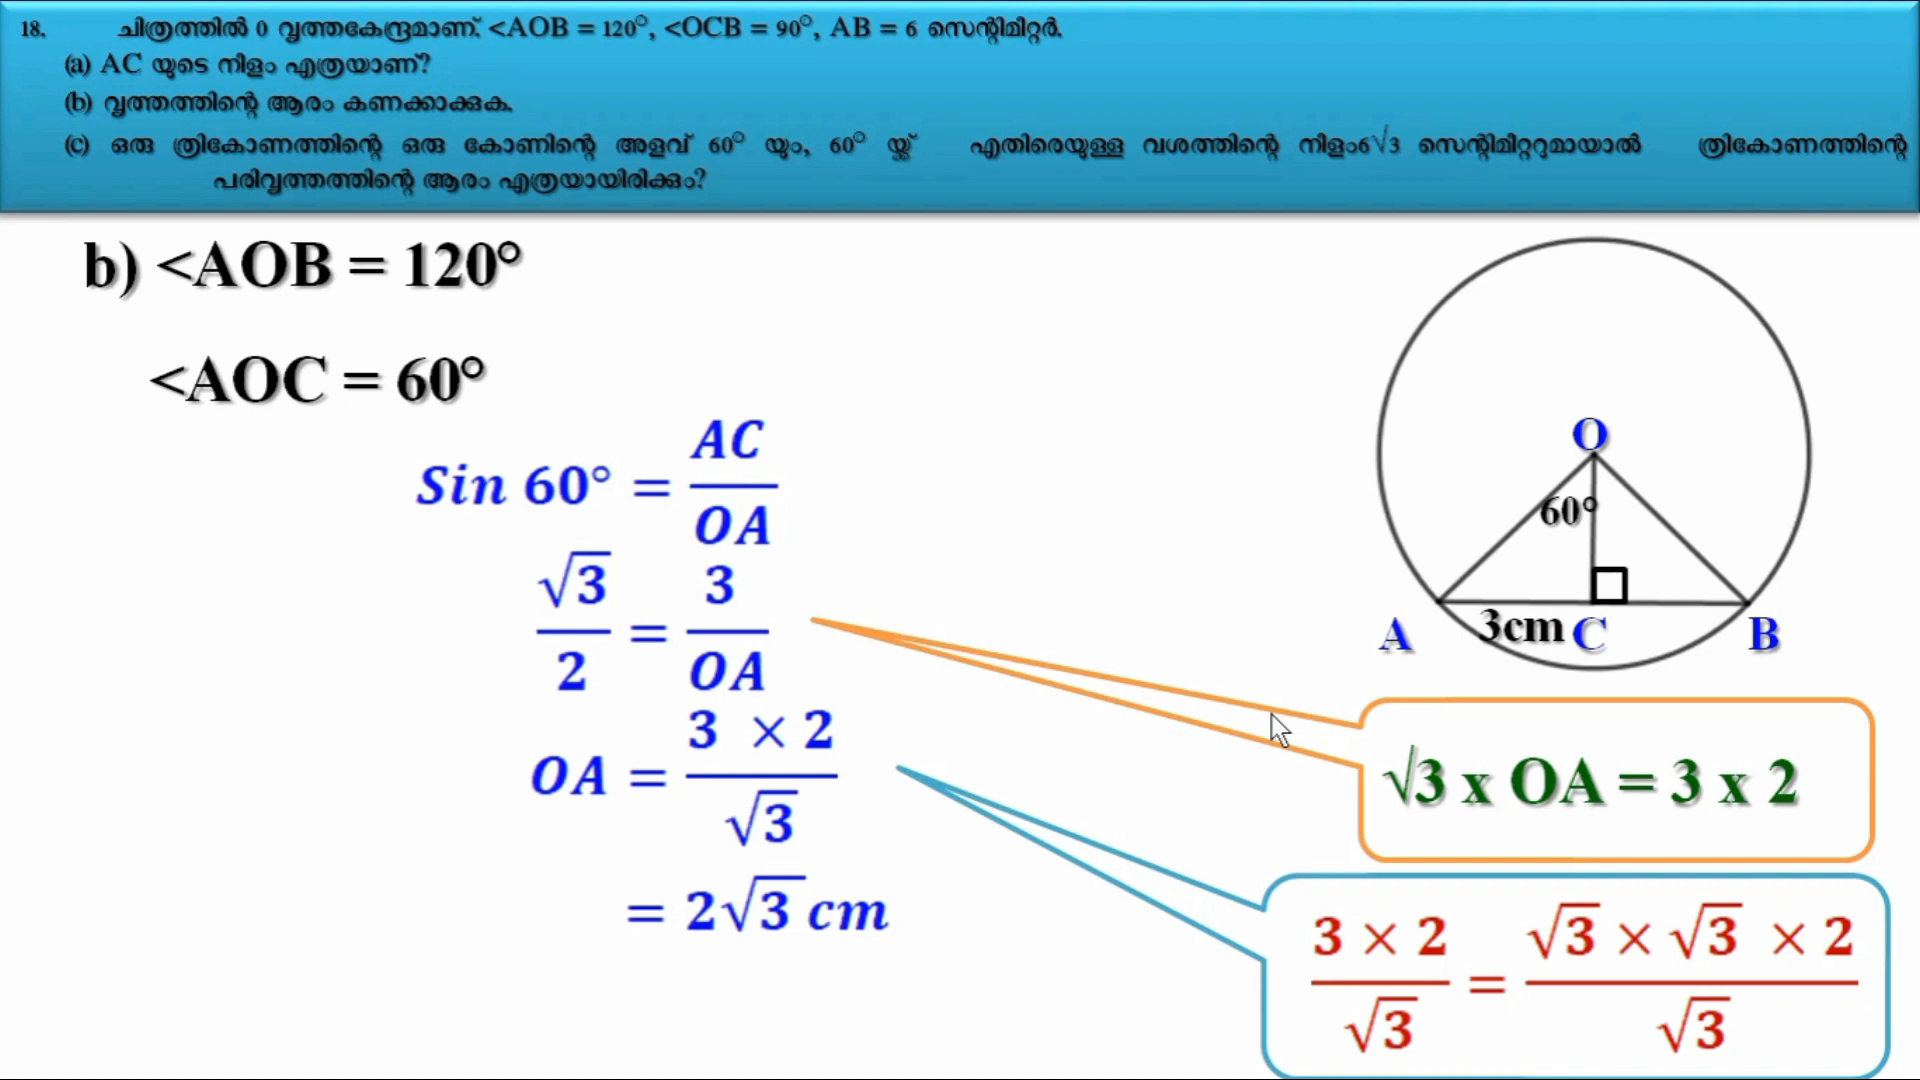 18. ചിത്രത്തിൽ 0 വൃത്തകേന്ദ്രമാണ്. <AOB = 120°, <OCB = 90°, AB = 6 സെന്റിമീറ്റർ.
(a) AC യുടെ നീളം എത്രയാണ്?
(b) വൃത്തത്തിന്റെ ആരം കണക്കാക്കുക.
(c) ഒരു ത്രികോണത്തിന്റെ ഒരു കോണിന്റെ അളവ് 60° യും, 60° യ്ക്ക് എതിരെയുള്ള വശത്തിന്റെ നീളം6√3 സെന്റിമീറ്ററുമായാൽ ത്രികോണത്തിന്റെ
പരിവൃത്തത്തിന്റെ ആരം എത്രയായിരിക്കും?
b) <AOB = 120°
<AOC = 60°
Sin 60° = AC / OA
√3 / 2 = 3 / OA
OA = 3 × 2 / √3
= 2√3 cm
O
60°
A 3cm C B
√3 x OA = 3 x 2
3 × 2 / √3 = √3 × √3 × 2 / √3